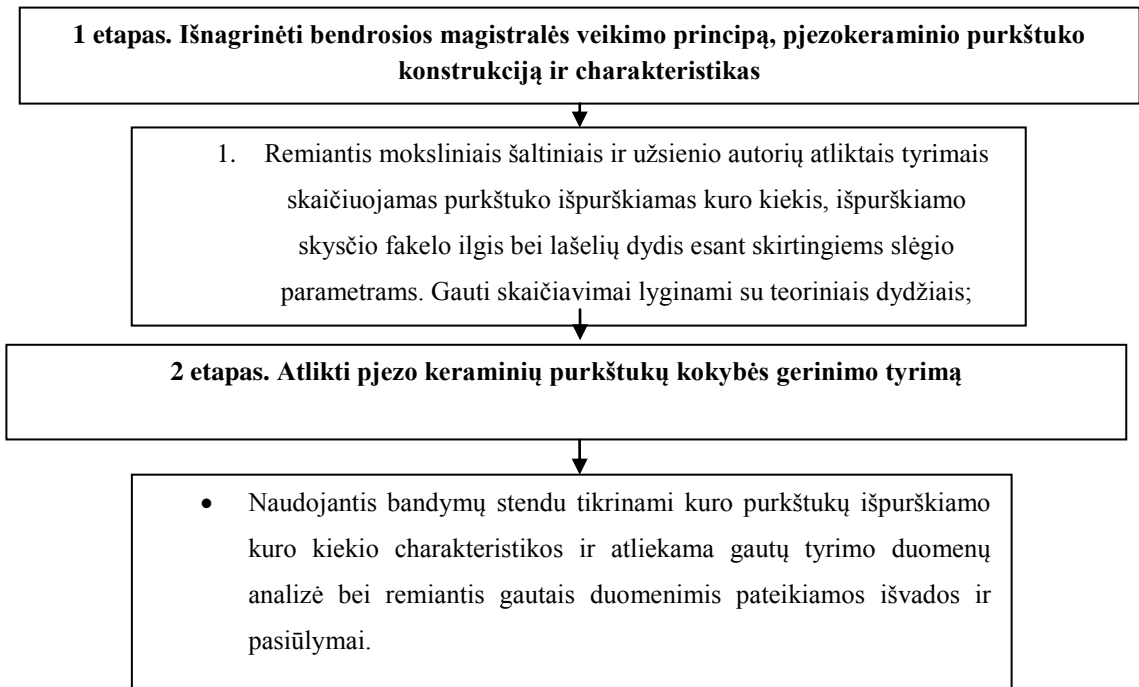 1 etapas. Išnagrinėti bendrosios magistralės veikimo principą, pjezokeraminio purkštuko
konstrukciją ir charakteristikas
1. Remiantis moksliniais šaltiniais ir užsienio autorių atliktais tyrimais
skaičiuojamas purkštuko išpurškiamas kuro kiekis, išpurškiamo
skysčio fakelo ilgis bei lašelių dydis esant skirtingiems slėgio
parametrams. Gauti skaičiavimai lyginami su teoriniais dydžiais;
2 etapas. Atlikti pjezo keraminių purkštukų kokybės gerinimo tyrimą
• Naudojantis bandymų stendu tikrinami kuro purkštukų išpurškiamo
kuro kiekio charakteristikos ir atliekama gautų tyrimo duomenų
analizė bei remiantis gautais duomenimis pateikiamos išvados ir
pasiūlymai.